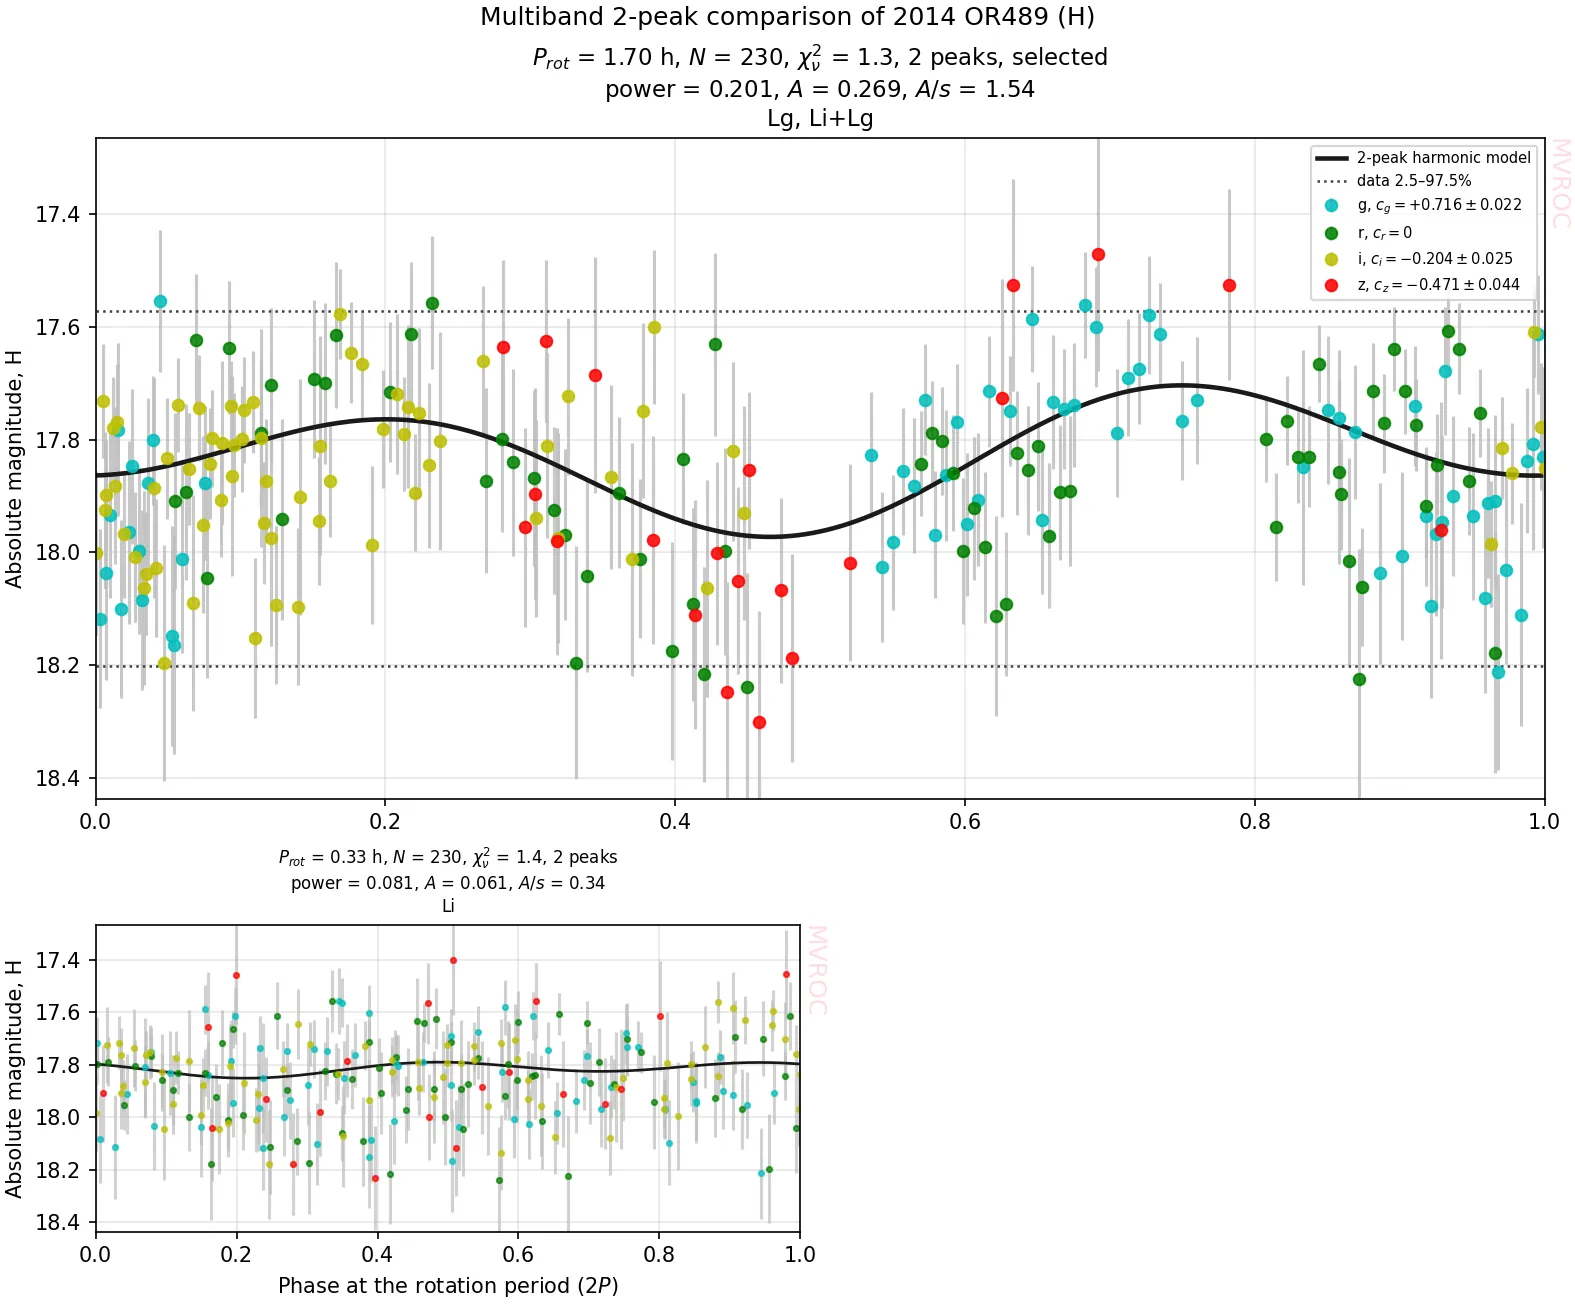 Multiband 2-peak comparison of 2014 OR489 (H)
P_rot = 1.70 h, N = 230, χ²_ν = 1.3, 2 peaks, selected
power = 0.201, A = 0.269, A/s = 1.54
Lg, Li+Lg
2-peak harmonic model
data 2.5–97.5%
g, c_g = +0.716 ± 0.022
r, c_r = 0
i, c_i = −0.204 ± 0.025
z, c_z = −0.471 ± 0.044
MVROC
Absolute magnitude, H
17.4
17.6
17.8
18.0
18.2
18.4
0.0 0.2 0.4 0.6 0.8 1.0
P_rot = 0.33 h, N = 230, χ²_ν = 1.4, 2 peaks
power = 0.081, A = 0.061, A/s = 0.34
Li
MVROC
Absolute magnitude, H
17.4
17.6
17.8
18.0
18.2
18.4
0.0 0.2 0.4 0.6 0.8 1.0
Phase at the rotation period (2P)